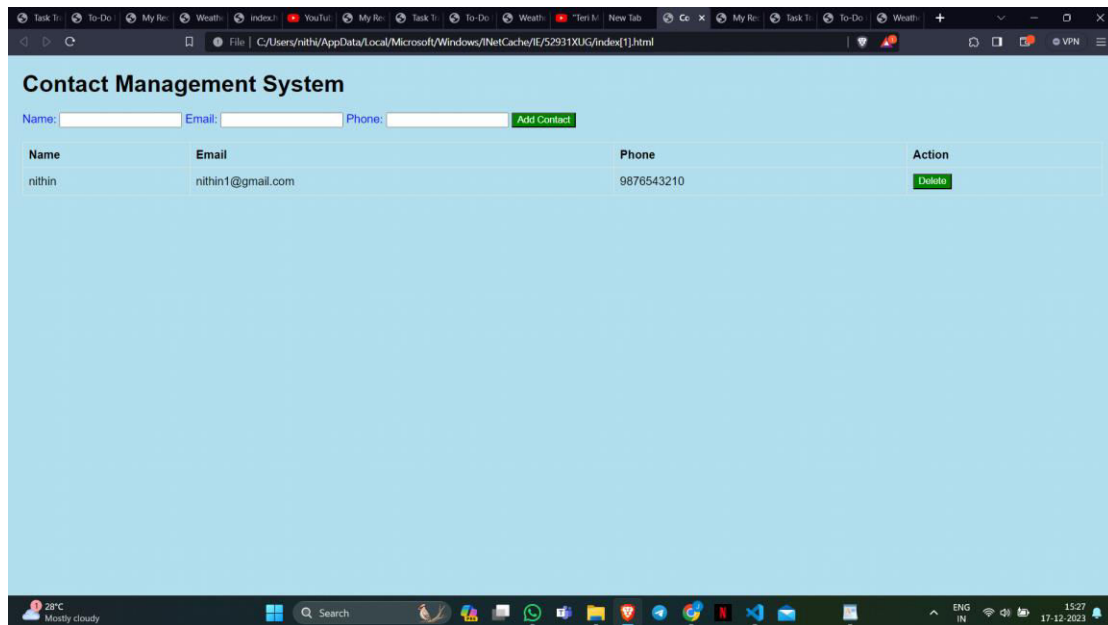 Task Tr To-Do My Rec Weath index.h YouTut My Rec Task Tr To-Do Weath "Teri M New Tab Co My Rec Task Tr To-Do Weath
File | C:/Users/nithi/AppData/Local/Microsoft/Windows/INetCache/IE/52931XUG/index[1].html VPN
Contact Management System
Name: Email: Phone: Add Contact
Name Email Phone Action
nithin nithin1@gmail.com 9876543210 Delete
1 28°C Search ENG 15:27
Mostly cloudy IN 17-12-2023